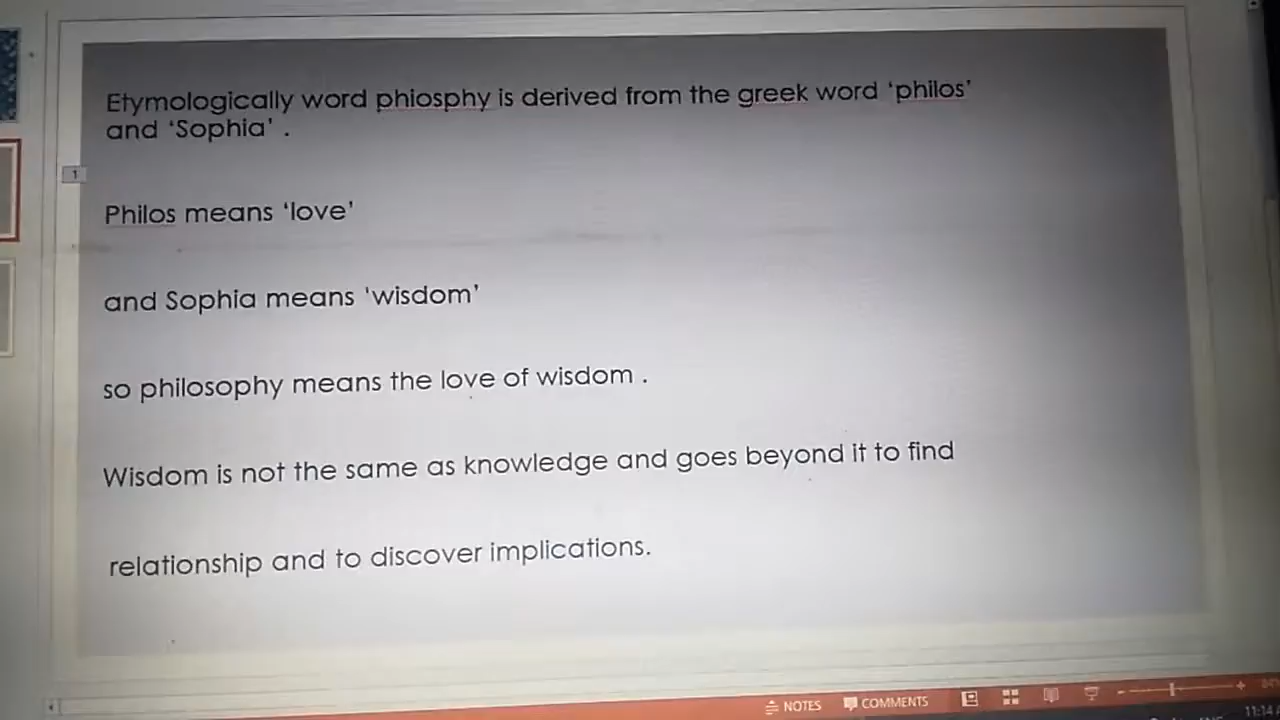 Etymologically word phiosphy is derived from the greek word ‘philos’
and ‘Sophia’ .
1
Philos means ‘love’
and Sophia means 'wisdom’
so philosophy means the love of wisdom .
Wisdom is not the same as knowledge and goes beyond it to find
relationship and to discover implications.
NOTES COMMENTS